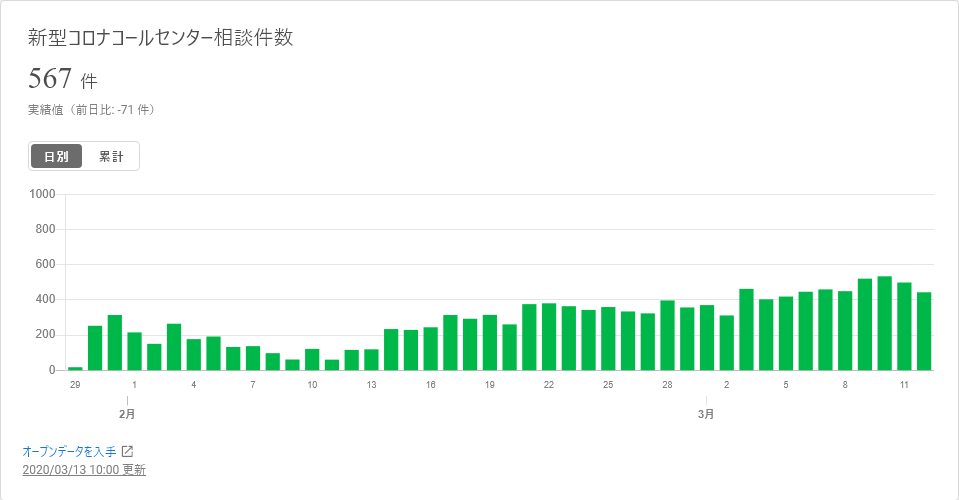 新型コロナコールセンター相談件数
567 件
実績値（前日比: -71 件）
日別 累計
1000
800
600
400
200
0
29 1 4 7 10 13 16 19 22 25 28 2 5 8 11
2月 3月
オープンデータを入手
2020/03/13 10:00 更新